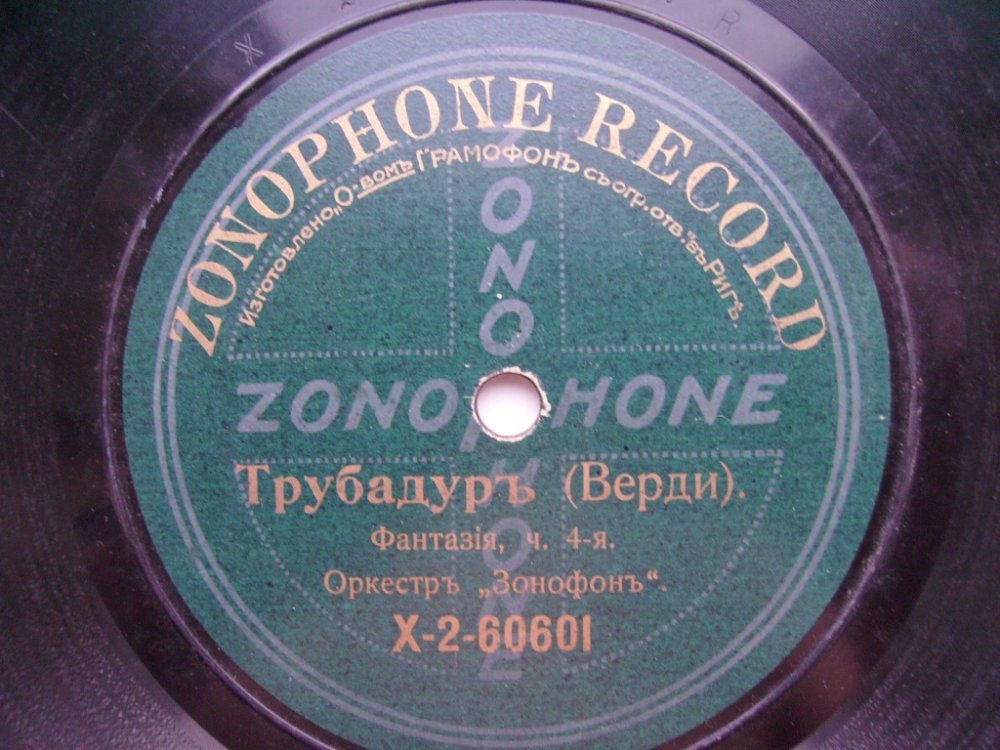 ZONOPHONE RECORD
Изготовлено „О-вомъ Грамофонъ съ огр. отв.“ въ Ригѣ.
ZONOPHONE
ZONOPHONE
Трубадуръ (Верди).
Фантазія, ч. 4-я.
Оркестръ „Зонофонъ“.
X-2-60601